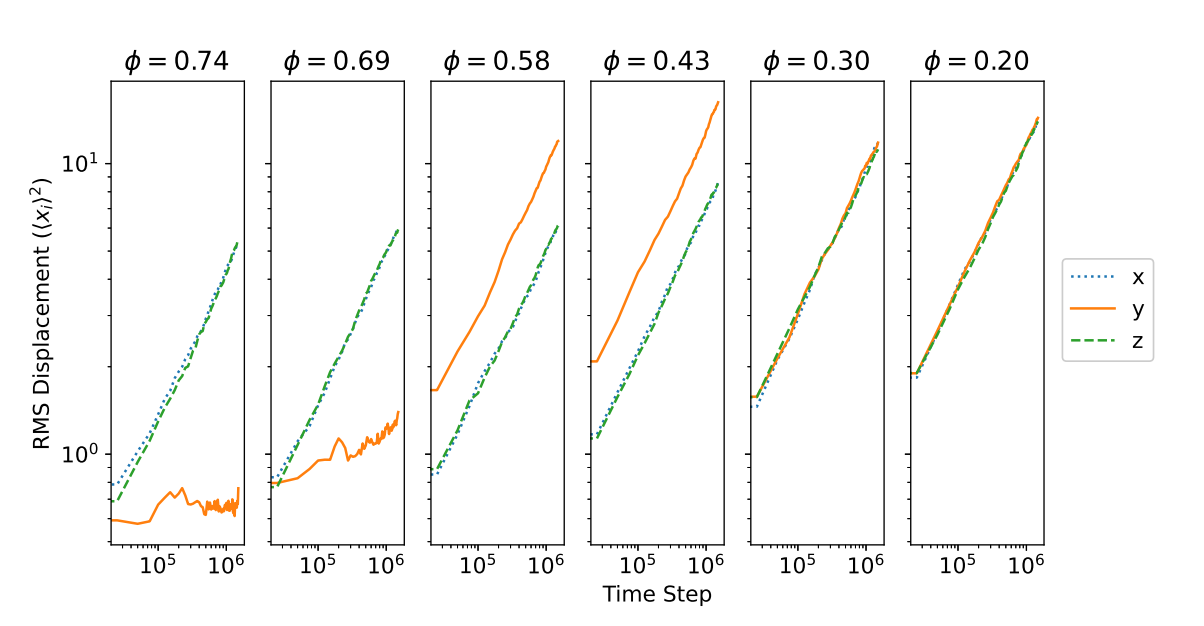 ϕ = 0.74
ϕ = 0.69
ϕ = 0.58
ϕ = 0.43
ϕ = 0.30
ϕ = 0.20
RMS Displacement (⟨xᵢ⟩²)
10¹
10⁰
10⁵ 10⁶
10⁵ 10⁶
10⁵ 10⁶
10⁵ 10⁶
10⁵ 10⁶
10⁵ 10⁶
Time Step
x
y
z